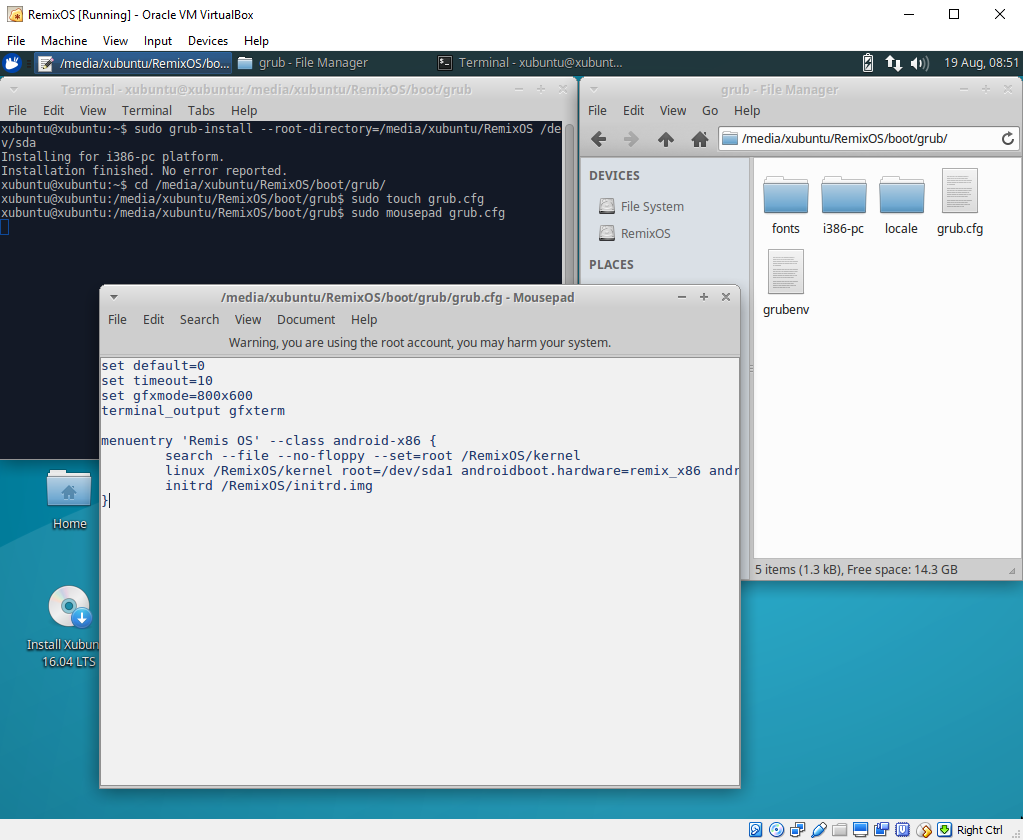 RemixOS [Running] - Oracle VM VirtualBox
File Machine View Input Devices Help
/media/xubuntu/RemixOS/bo... grub - File Manager Terminal - xubuntu@xubunt... 19 Aug, 08:51
Terminal - xubuntu@xubuntu:/media/xubuntu/RemixOS/boot/grub
File Edit View Terminal Tabs Help
xubuntu@xubuntu:~$ sudo grub-install --root-directory=/media/xubuntu/RemixOS /de
v/sda
Installing for i386-pc platform.
Installation finished. No error reported.
xubuntu@xubuntu:~$ cd /media/xubuntu/RemixOS/boot/grub/
xubuntu@xubuntu:/media/xubuntu/RemixOS/boot/grub$ sudo touch grub.cfg
xubuntu@xubuntu:/media/xubuntu/RemixOS/boot/grub$ sudo mousepad grub.cfg
grub - File Manager
File Edit View Go Help
/media/xubuntu/RemixOS/boot/grub/
DEVICES
File System
RemixOS
PLACES
fonts i386-pc locale grub.cfg
grubenv
5 items (1.3 kB), Free space: 14.3 GB
/media/xubuntu/RemixOS/boot/grub/grub.cfg - Mousepad
File Edit Search View Document Help
Warning, you are using the root account, you may harm your system.
set default=0
set timeout=10
set gfxmode=800x600
terminal_output gfxterm
menuentry 'Remis OS' --class android-x86 {
search --file --no-floppy --set=root /RemixOS/kernel
linux /RemixOS/kernel root=/dev/sda1 androidboot.hardware=remix_x86 andr
initrd /RemixOS/initrd.img
}
Home
Install Xubun
16.04 LTS
Right Ctrl